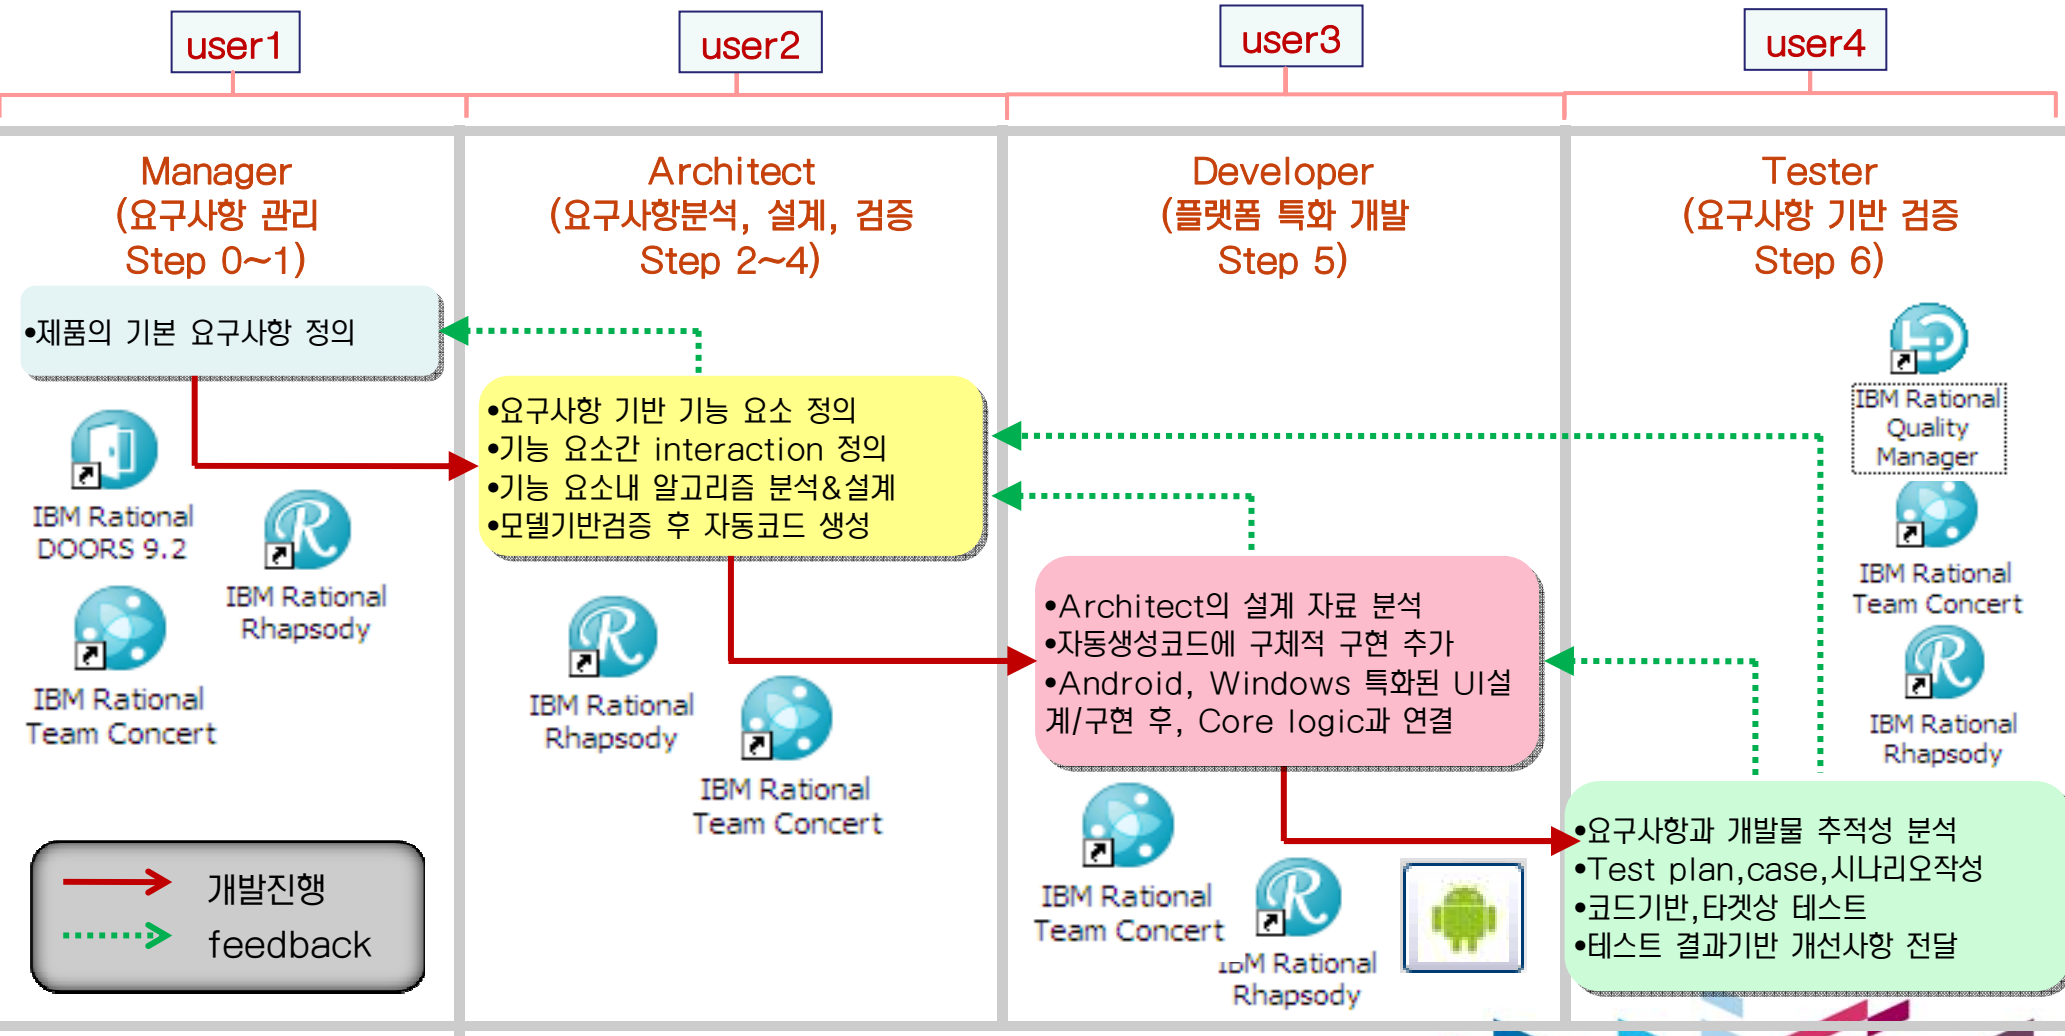 user1
user2
user3
user4
Manager
(요구사항 관리
Step 0~1)
Architect
(요구사항분석, 설계, 검증
Step 2~4)
Developer
(플랫폼 특화 개발
Step 5)
Tester
(요구사항 기반 검증
Step 6)
•제품의 기본 요구사항 정의
IBM Rational
DOORS 9.2
IBM Rational
Rhapsody
IBM Rational
Team Concert
•요구사항 기반 기능 요소 정의
•기능 요소간 interaction 정의
•기능 요소내 알고리즘 분석&설계
•모델기반검증 후 자동코드 생성
IBM Rational
Rhapsody
IBM Rational
Team Concert
•Architect의 설계 자료 분석
•자동생성코드에 구체적 구현 추가
•Android, Windows 특화된 UI설
계/구현 후, Core logic과 연결
IBM Rational
Team Concert
IBM Rational
Rhapsody
IBM Rational
Quality
Manager
IBM Rational
Team Concert
IBM Rational
Rhapsody
•요구사항과 개발물 추적성 분석
•Test plan,case,시나리오작성
•코드기반,타겟상 테스트
•테스트 결과기반 개선사항 전달
개발진행
feedback